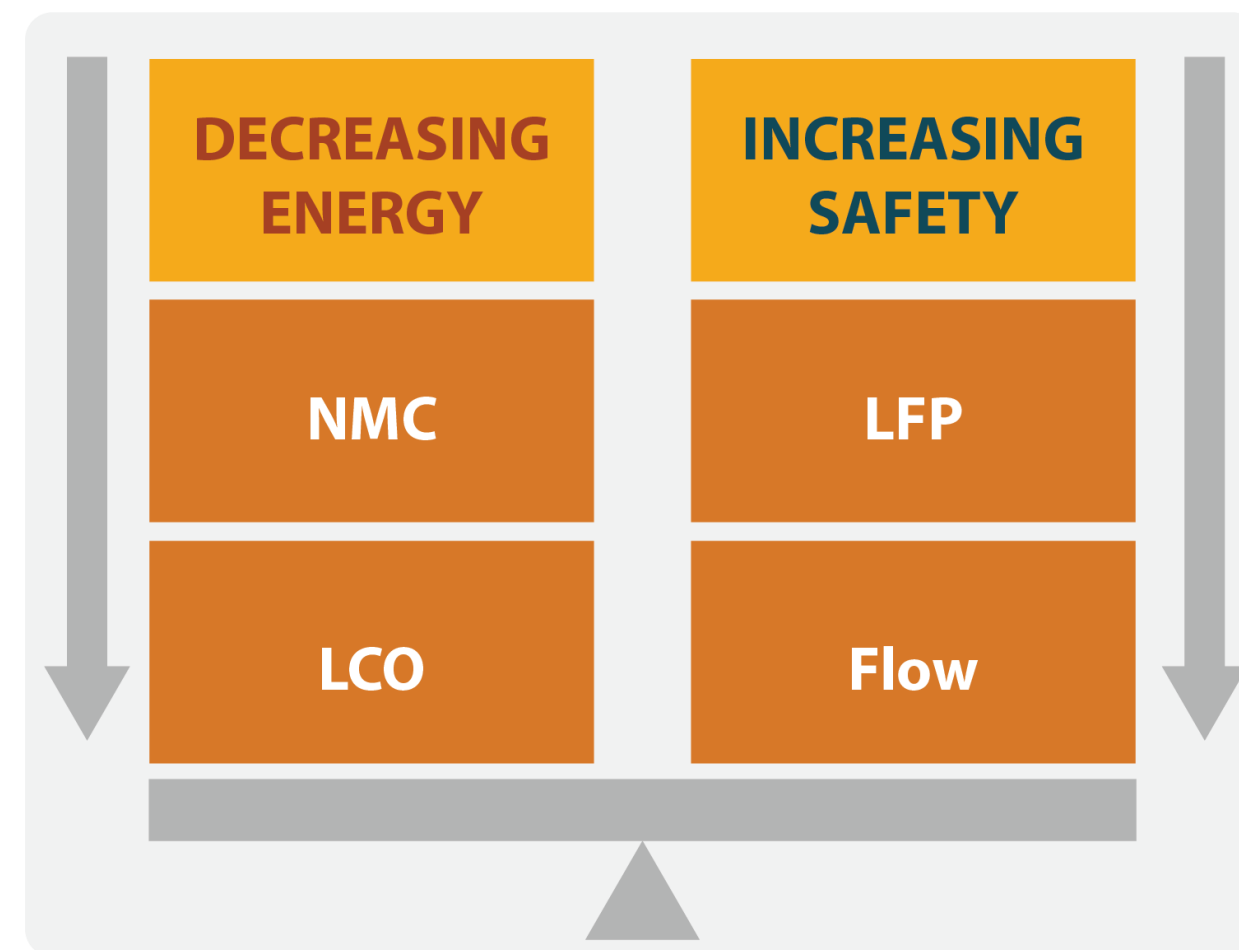 DECREASING
ENERGY
INCREASING
SAFETY
NMC
LFP
LCO
Flow